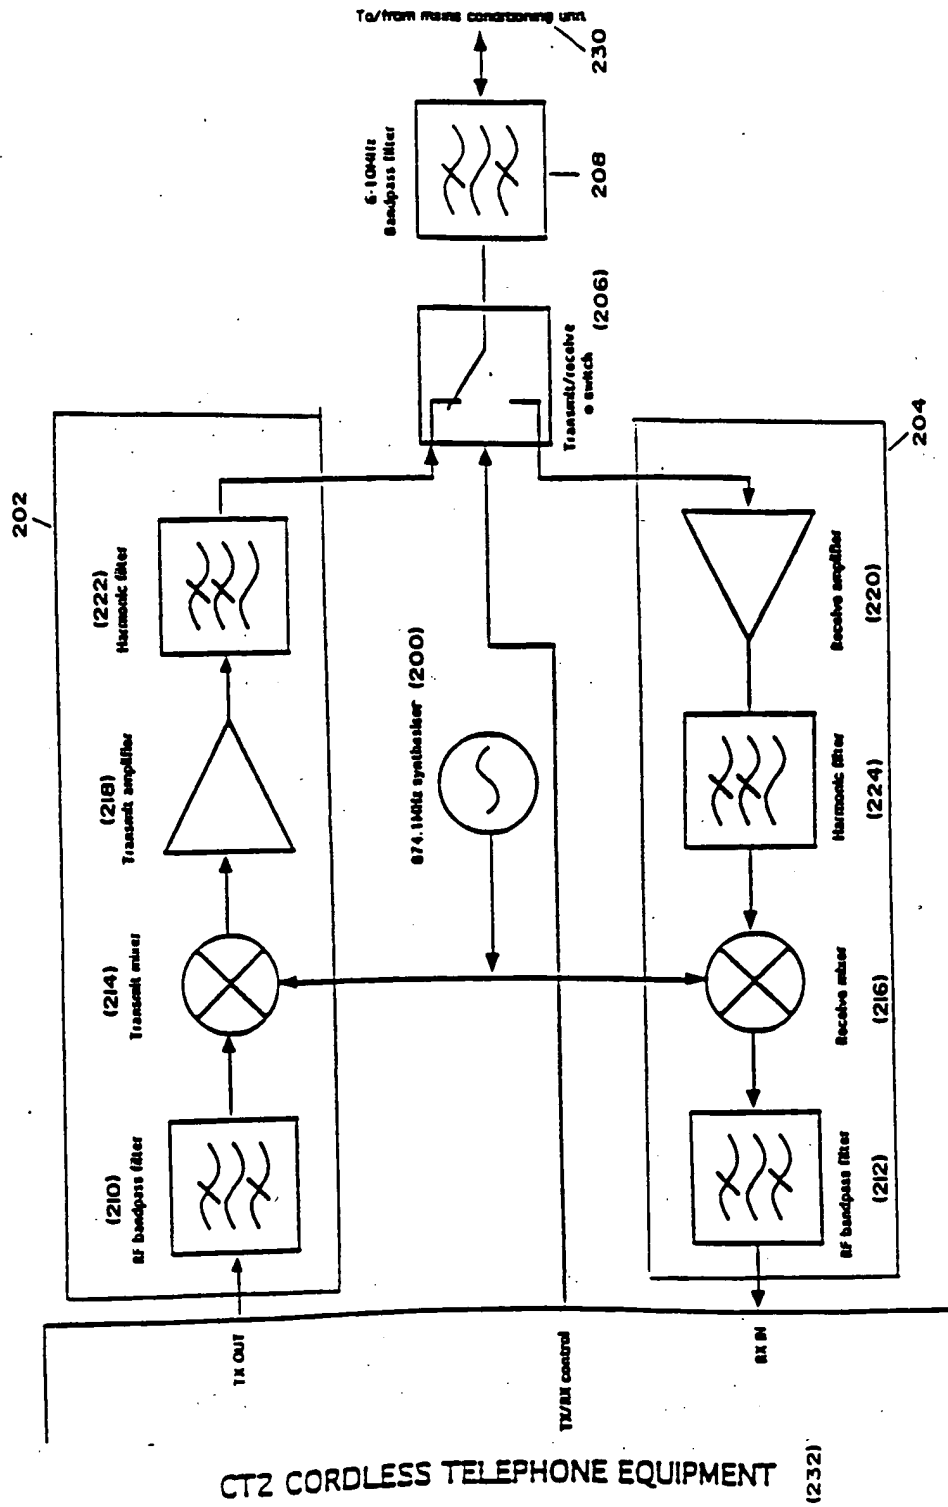 To/from mains conditioning unit
230
6-10MHz
Bandpass filter
208
(206)
Transmit/receive
e switch
202
(222)
Harmonic filter
(218)
Transmit amplifier
(214)
Transmit mixer
(210)
RF bandpass filter
874.1MHz synthesiser (200)
204
Receive amplifier
(220)
Harmonic filter
(224)
Receive mixer
(216)
RF bandpass filter
(212)
TX OUT
TX/RX control
RX IN
CT2 CORDLESS TELEPHONE EQUIPMENT
(232)